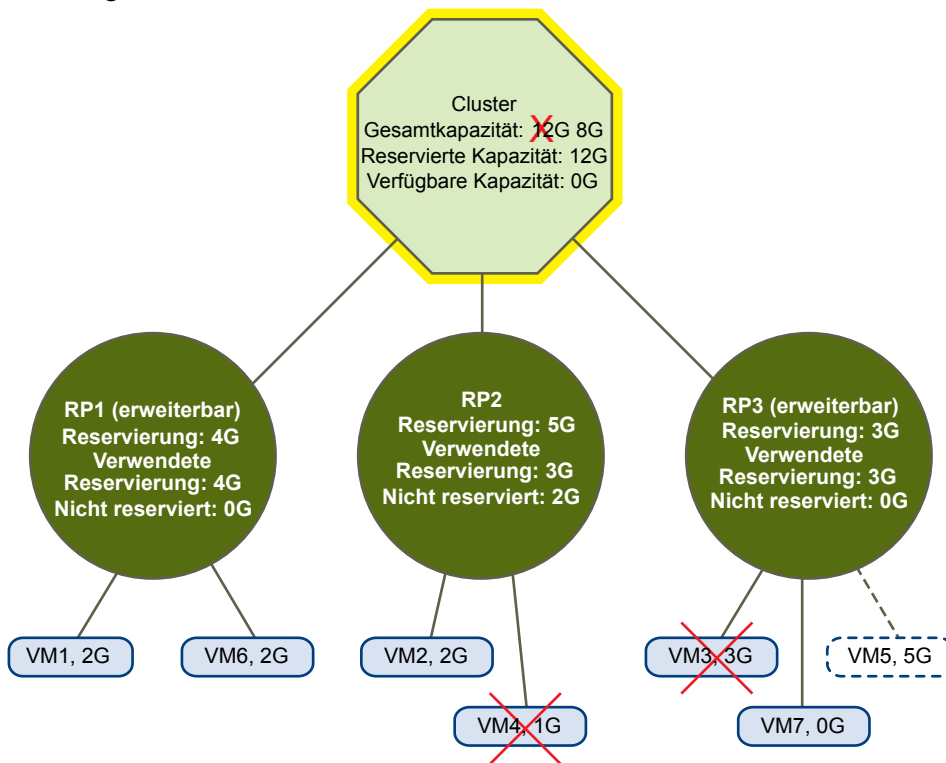 Cluster
Gesamtkapazität: 12G 8G
Reservierte Kapazität: 12G
Verfügbare Kapazität: 0G
RP1 (erweiterbar)
Reservierung: 4G
Verwendete
Reservierung: 4G
Nicht reserviert: 0G
RP2
Reservierung: 5G
Verwendete
Reservierung: 3G
Nicht reserviert: 2G
RP3 (erweiterbar)
Reservierung: 3G
Verwendete
Reservierung: 3G
Nicht reserviert: 0G
VM1, 2G
VM6, 2G
VM2, 2G
VM3, 3G
VM5, 5G
VM4, 1G
VM7, 0G